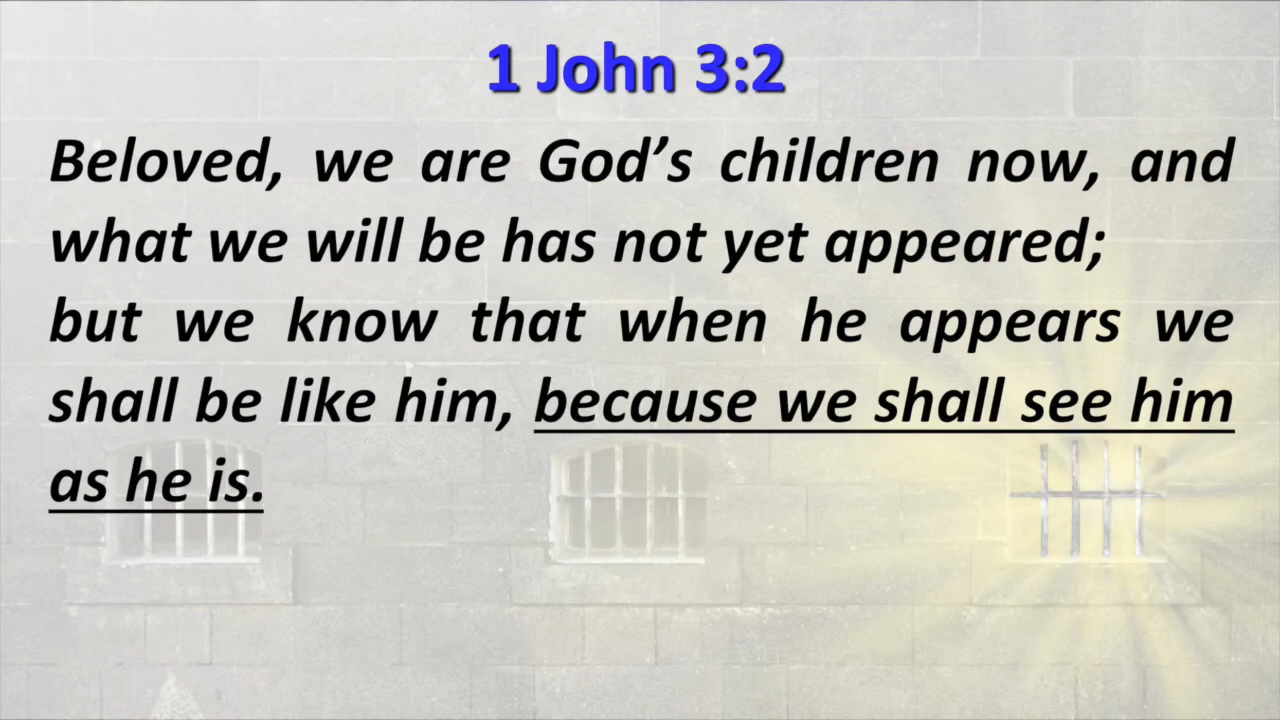 1 John 3:2
Beloved, we are God’s children now, and
what we will be has not yet appeared;
but we know that when he appears we
shall be like him, because we shall see him
as he is.